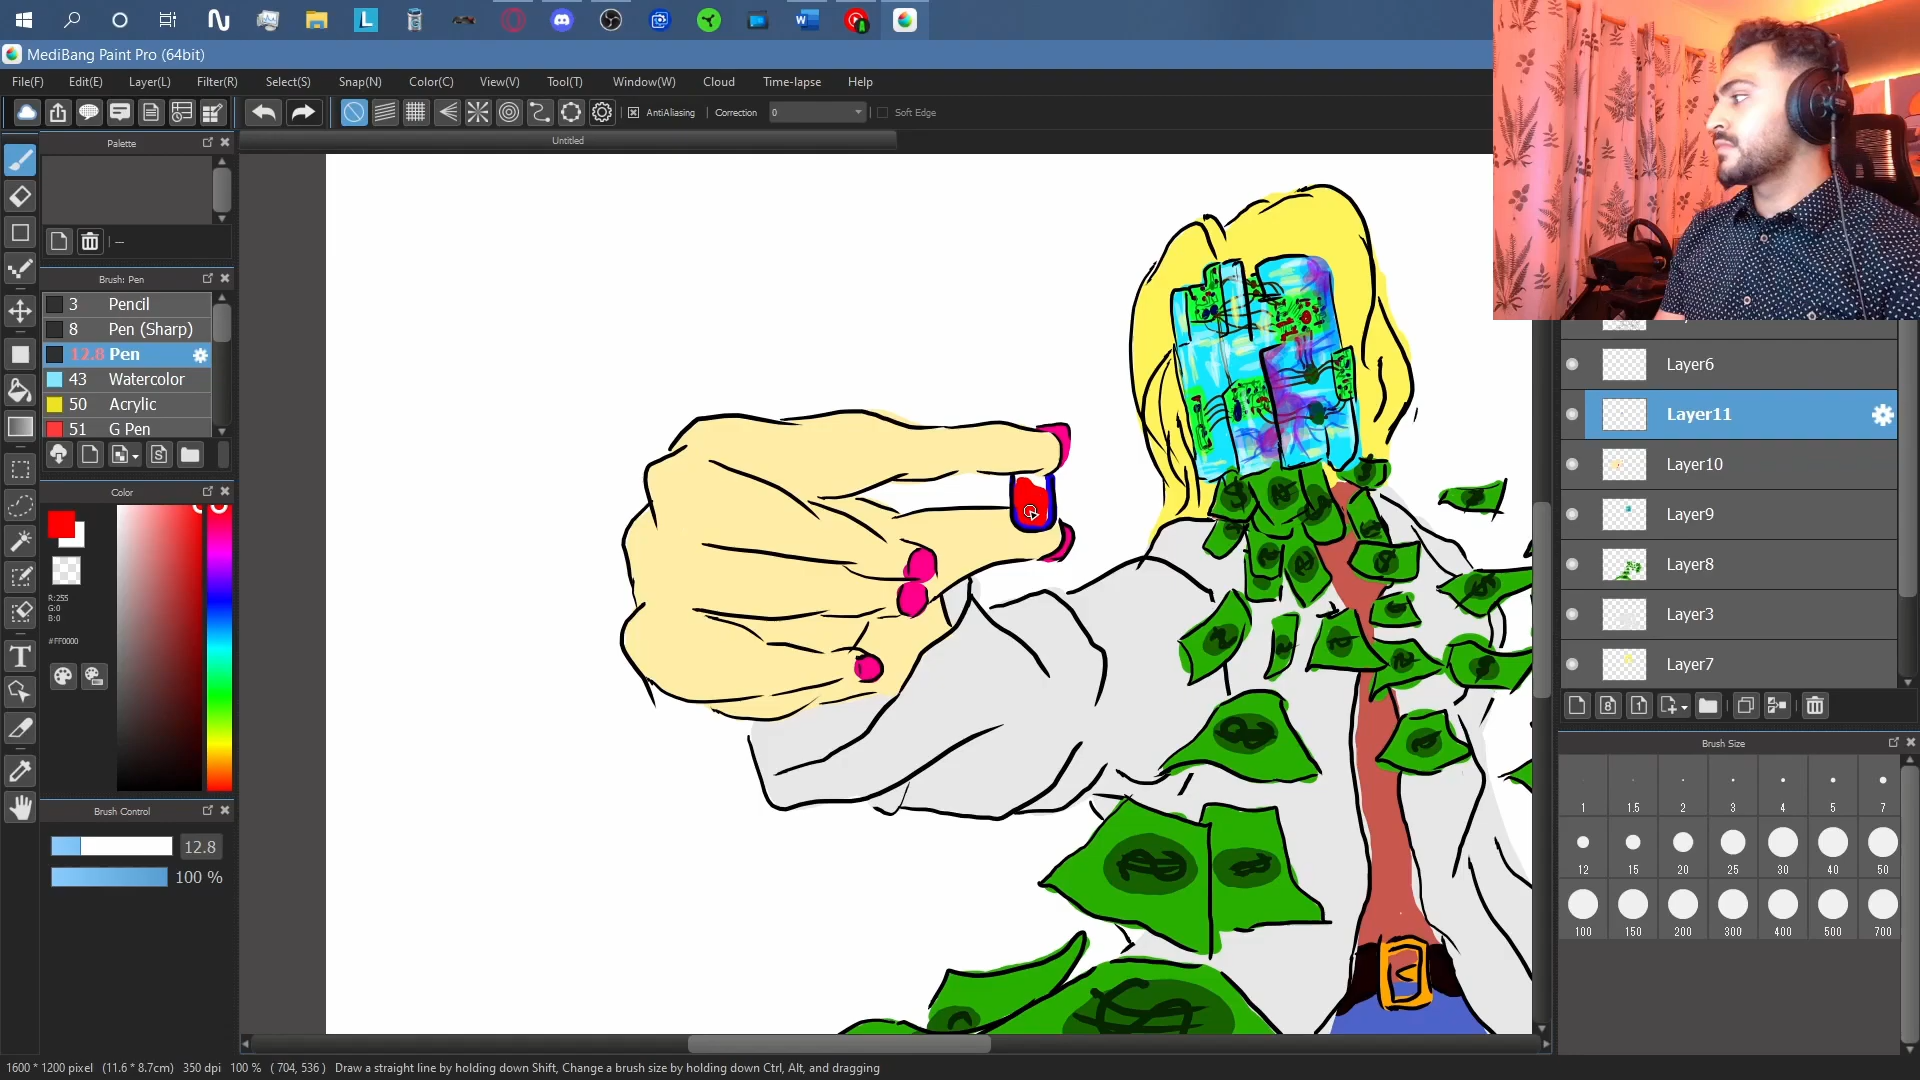 MediBang Paint Pro (64bit)
File(F) Edit(E) Layer(L) Filter(R) Select(S) Snap(N) Color(C) View(V) Tool(T) Window(W) Cloud Time-lapse Help
AntiAliasing Correction 0 Soft Edge
Palette
Untitled
--
Brush: Pen
3 Pencil
8 Pen (Sharp)
12.8 Pen
43 Watercolor
50 Acrylic
51 G Pen
Color
R:255
G:0
B:0
#FF0000
Brush Control
12.8
100 %
Layer6
Layer11
Layer10
Layer9
Layer8
Layer3
Layer7
Brush Size
1 1.5 2 3 4 5 7
12 15 20 25 30 40 50
100 150 200 300 400 500 700
1600 * 1200 pixel (11.6 * 8.7cm) 350 dpi 100 % ( 704, 536 ) Draw a straight line by holding down Shift, Change a brush size by holding down Ctrl, Alt, and dragging